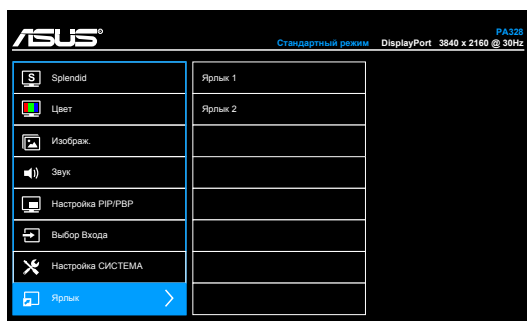 ASUS
PA328
Стандартный режим DisplayPort 3840 x 2160 @ 30Hz
S Splendid
Ярлык 1
Цвет
Ярлык 2
Изображ.
Звук
Настройка PIP/PBP
Выбор Входа
Настройка СИСТЕМА
Ярлык